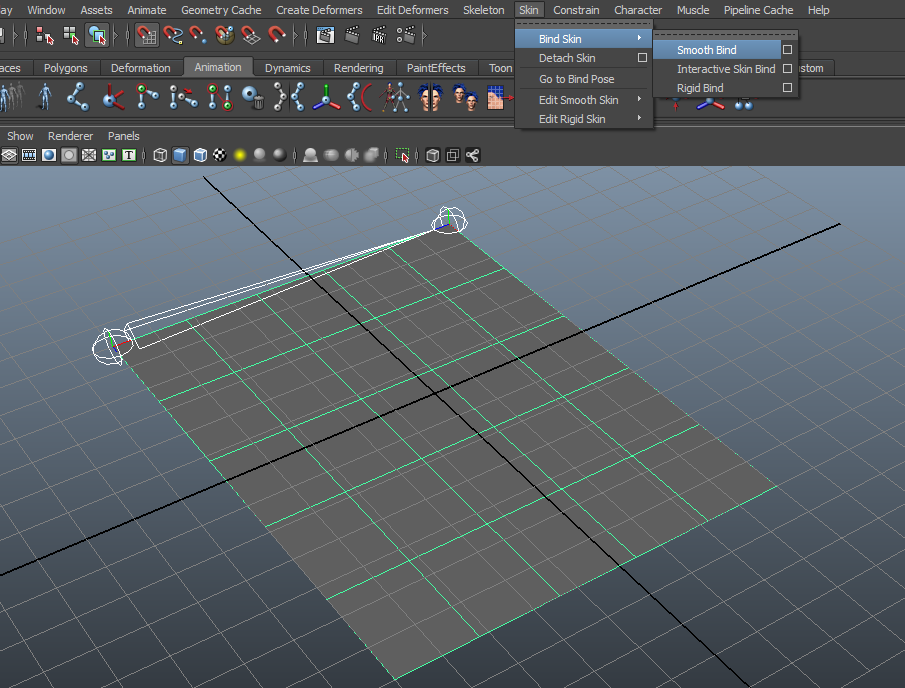 ay Window Assets Animate Geometry Cache Create Deformers Edit Deformers Skeleton Skin Constrain Character Muscle Pipeline Cache Help
Bind Skin
Detach Skin
Go to Bind Pose
Edit Smooth Skin
Edit Rigid Skin
Smooth Bind
Interactive Skin Bind
Rigid Bind
aces Polygons Deformation Animation Dynamics Rendering PaintEffects Toon stom
Show Renderer Panels
T